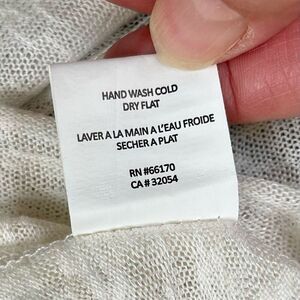 HAND WASH COLD
DRY FLAT
LAVER A LA MAIN A L'EAU FROIDE
SECHER A PLAT
RN #66170
CA # 32054